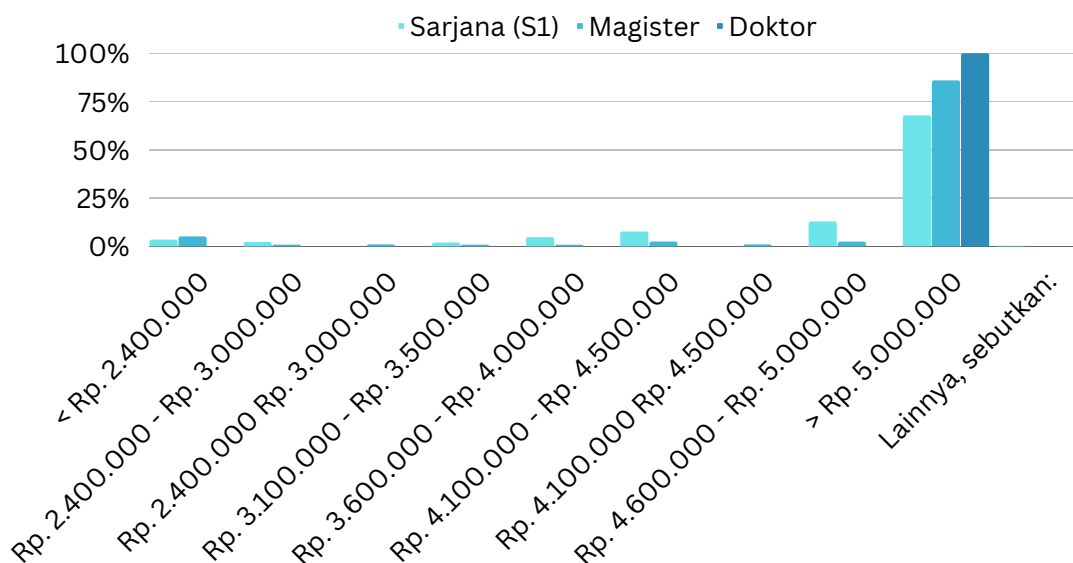 Sarjana (S1) Magister Doktor
100%
75%
50%
25%
0%
< Rp. 2.400.000
Rp. 2.400.000 - Rp. 3.000.000
Rp. 2.400.000 Rp. 3.000.000
Rp. 3.100.000 - Rp. 3.500.000
Rp. 3.600.000 - Rp. 4.000.000
Rp. 4.100.000 - Rp. 4.500.000
Rp. 4.100.000 Rp. 4.500.000
Rp. 4.600.000 - Rp. 5.000.000
> Rp. 5.000.000
Lainnya, sebutkan: